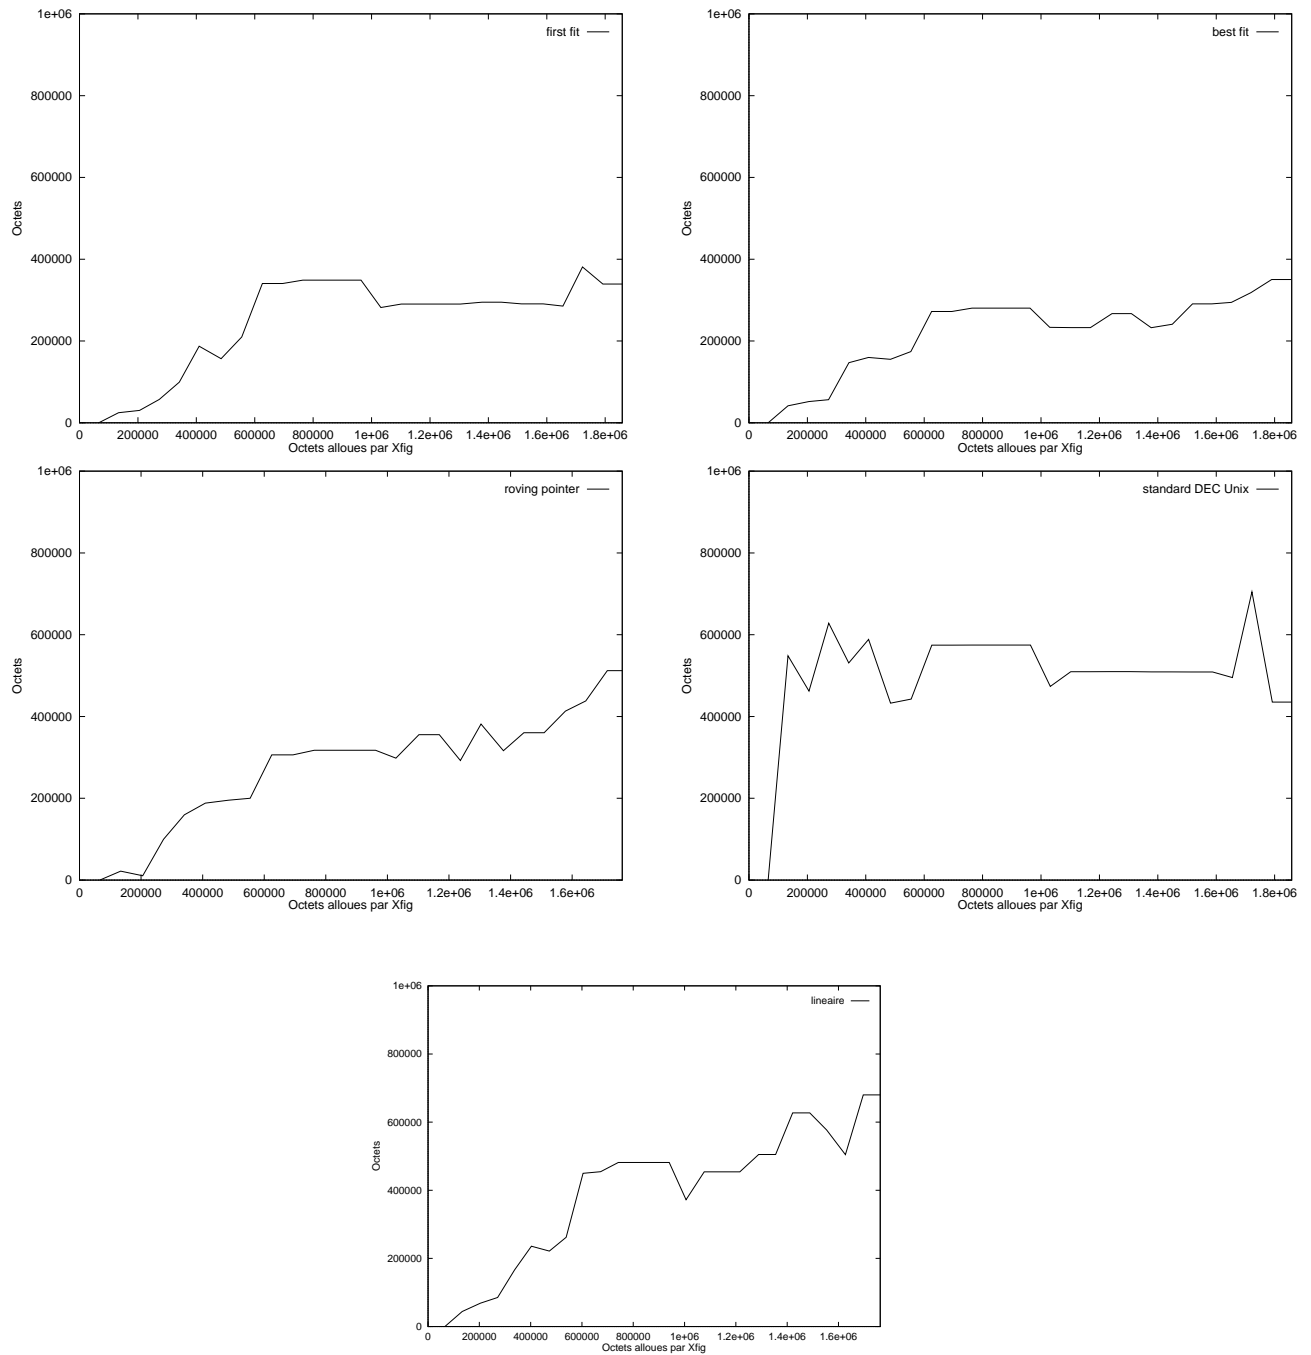 1e+06
first fit
800000
600000
Octets
400000
200000
0
0 200000 400000 600000 800000 1e+06 1.2e+06 1.4e+06 1.6e+06 1.8e+06
Octets alloues par Xfig
1e+06
best fit
800000
600000
Octets
400000
200000
0
0 200000 400000 600000 800000 1e+06 1.2e+06 1.4e+06 1.6e+06 1.8e+06
Octets alloues par Xfig
1e+06
roving pointer
800000
600000
Octets
400000
200000
0
0 200000 400000 600000 800000 1e+06 1.2e+06 1.4e+06 1.6e+06
Octets alloues par Xfig
1e+06
standard DEC Unix
800000
600000
Octets
400000
200000
0
0 200000 400000 600000 800000 1e+06 1.2e+06 1.4e+06 1.6e+06 1.8e+06
Octets alloues par Xfig
1e+06
lineaire
800000
600000
Octets
400000
200000
0
0 200000 400000 600000 800000 1e+06 1.2e+06 1.4e+06 1.6e+06
Octets alloues par Xfig